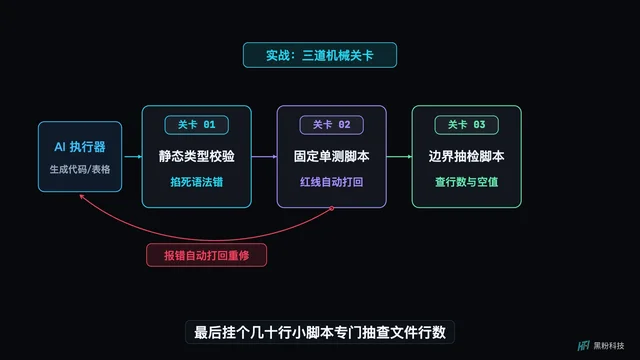 实战：三道机械关卡
AI 执行器
生成代码/表格
关卡 01
静态类型校验
掐死语法错
关卡 02
固定单测脚本
红线自动打回
关卡 03
边界抽检脚本
查行数与空值
报错自动打回重修
最后挂个几十行小脚本专门抽查文件行数
黑粉科技